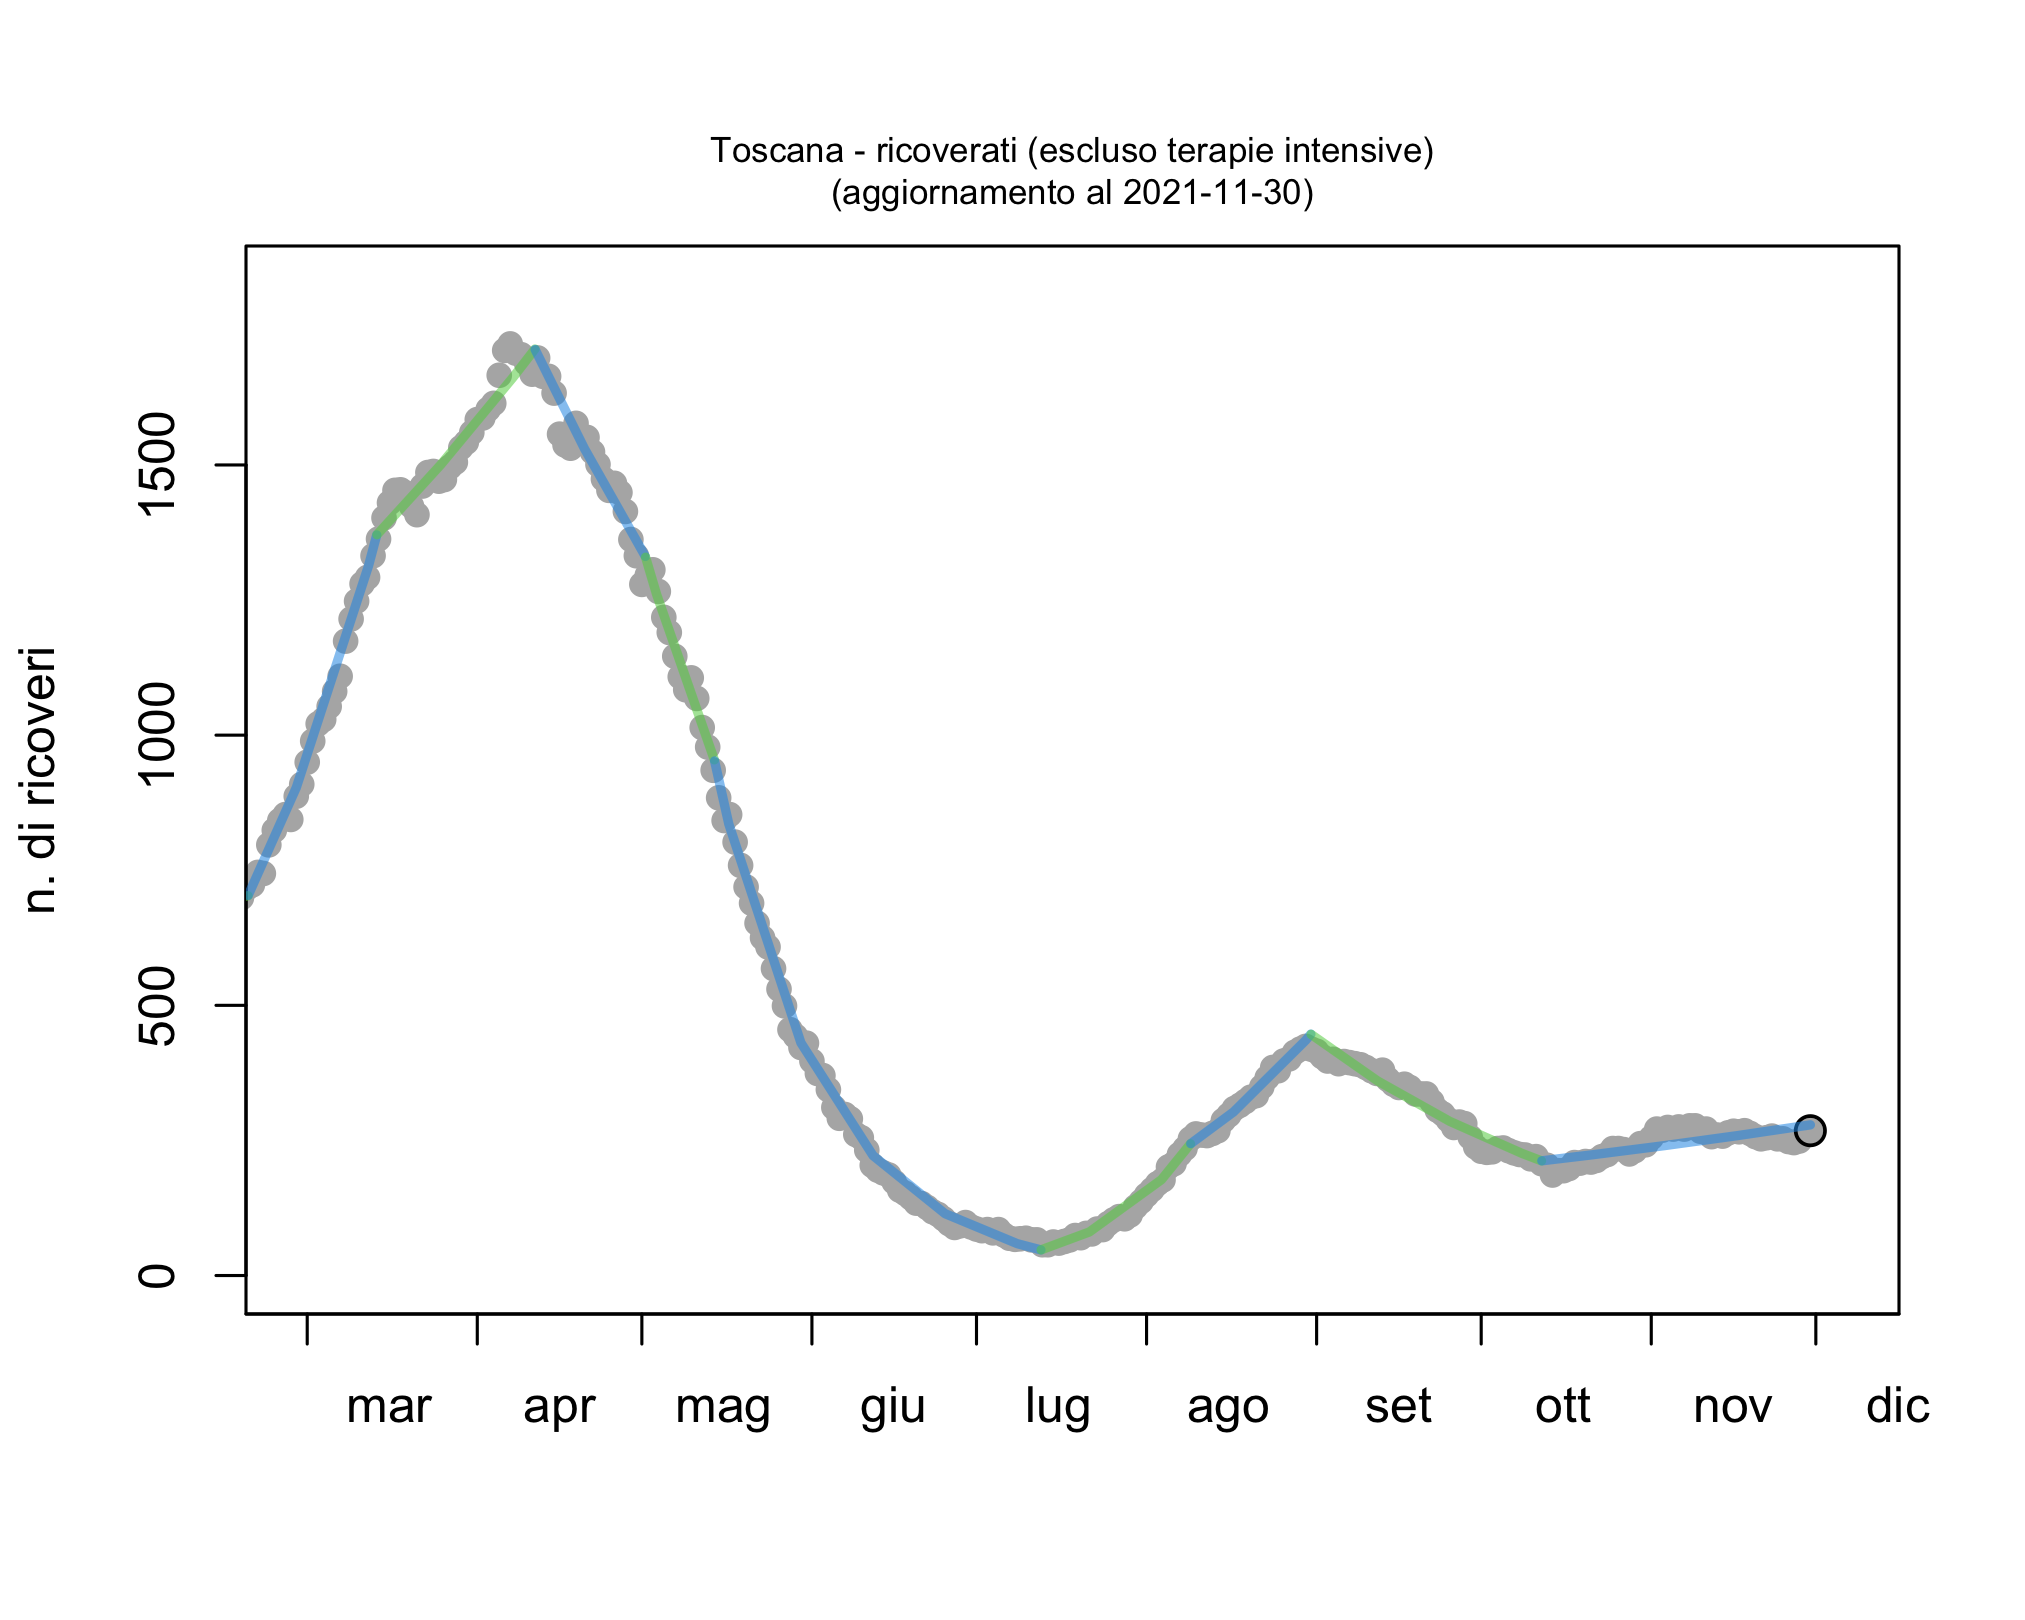 Toscana - ricoverati (escluso terapie intensive)
(aggiornamento al 2021-11-30)
n. di ricoveri
1500
1000
500
0
mar apr mag giu lug ago set ott nov dic